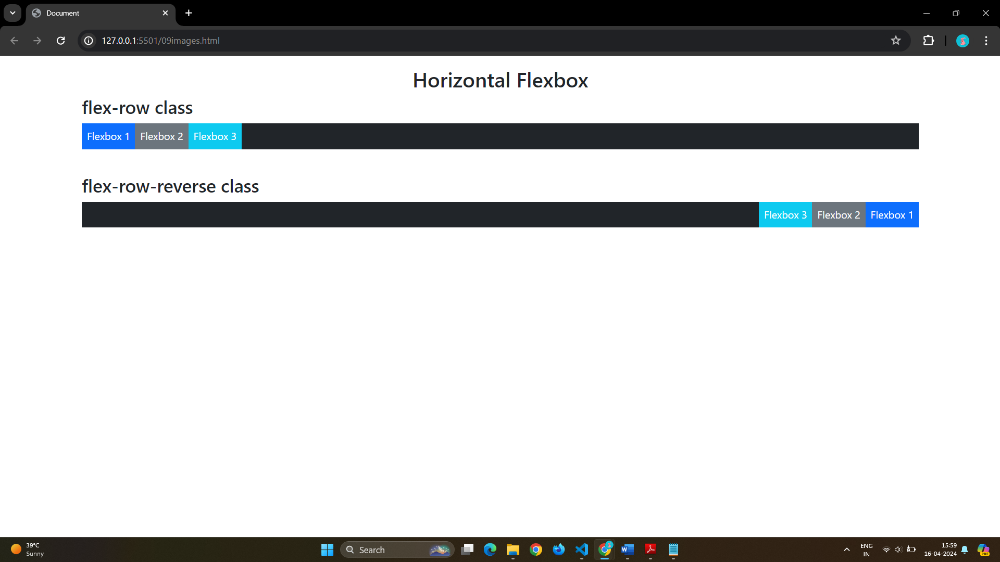 Document
127.0.0.1:5501/09images.html
Horizontal Flexbox
flex-row class
Flexbox 1 Flexbox 2 Flexbox 3
flex-row-reverse class
Flexbox 3 Flexbox 2 Flexbox 1
39°C
Sunny
Search
ENG
IN
15:59
16-04-2024
PRE